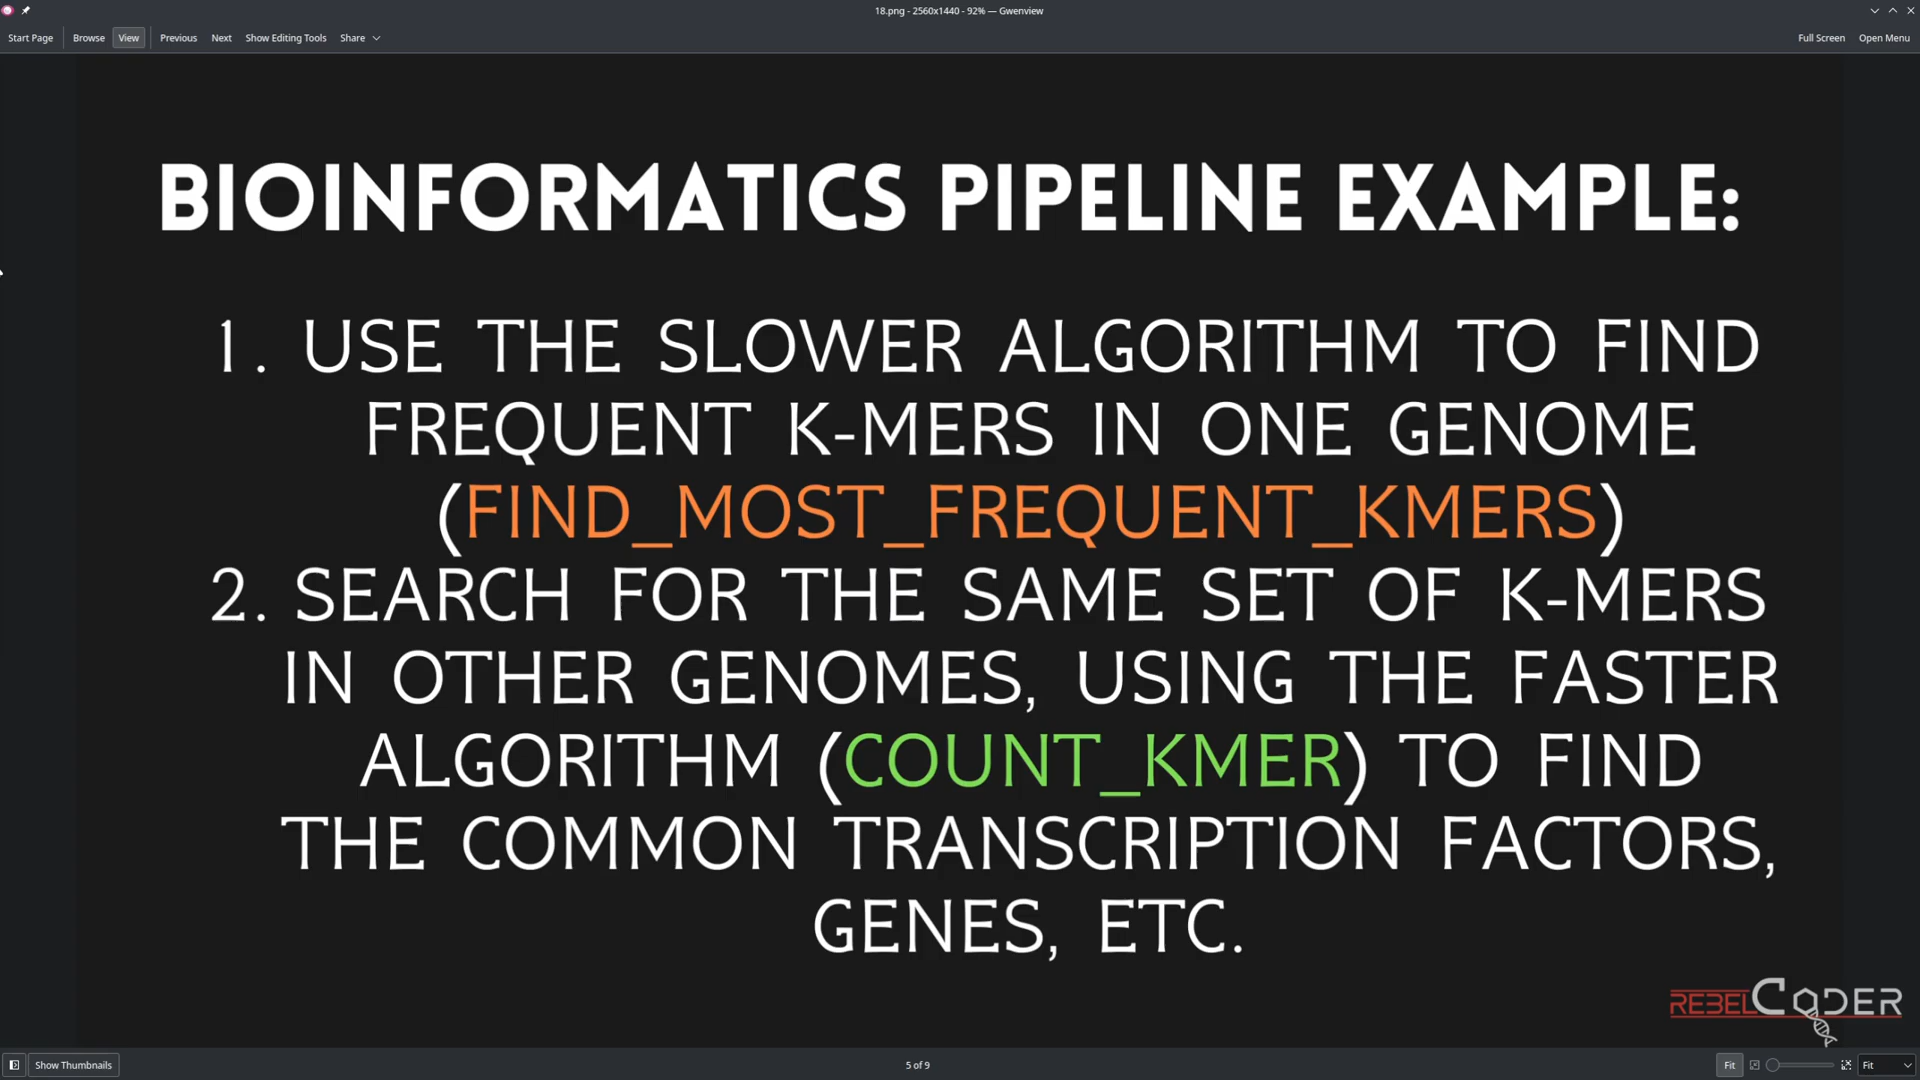 18.png - 2560x1440 - 92% — Gwenview
Start Page Browse View Previous Next Show Editing Tools Share Full Screen Open Menu
BIOINFORMATICS PIPELINE EXAMPLE:
1. USE THE SLOWER ALGORITHM TO FIND
FREQUENT K-MERS IN ONE GENOME
(FIND_MOST_FREQUENT_KMERS)
2. SEARCH FOR THE SAME SET OF K-MERS
IN OTHER GENOMES, USING THE FASTER
ALGORITHM (COUNT_KMER) TO FIND
THE COMMON TRANSCRIPTION FACTORS,
GENES, ETC.
REBELCODER
Show Thumbnails 5 of 9 Fit Fit